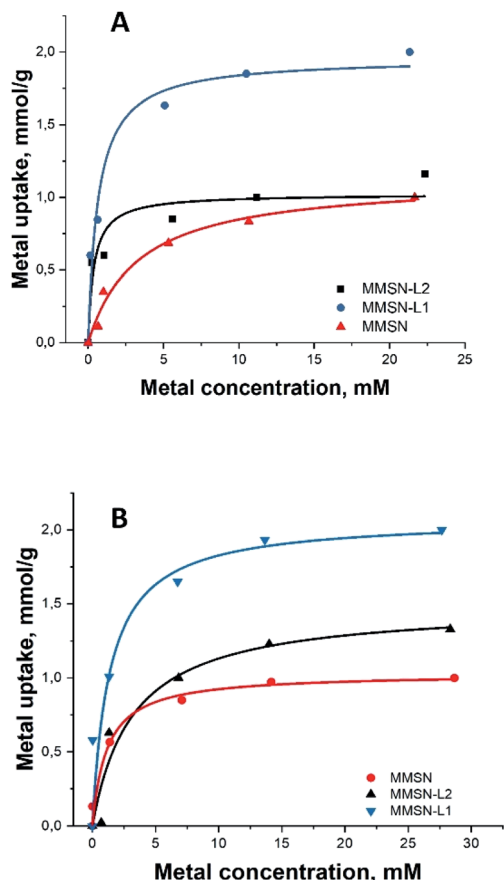 A
Metal uptake, mmol/g
2,0
1,5
1,0
0,5
0,0
MMSN-L2
MMSN-L1
MMSN
0 5 10 15 20 25
Metal concentration, mM
B
Metal uptake, mmol/g
2,0
1,5
1,0
0,5
0,0
MMSN
MMSN-L2
MMSN-L1
0 5 10 15 20 25 30
Metal concentration, mM